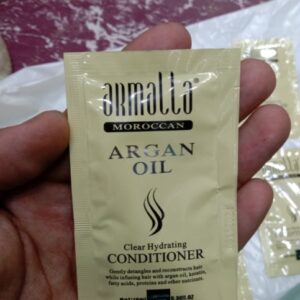 armalla®
MOROCCAN
ARGAN
OIL
Clear Hydrating
CONDITIONER
Gently detangles and reconstructs hair
while infusing hair with argan oil, keratin,
fatty acids, proteins and other nutrients.